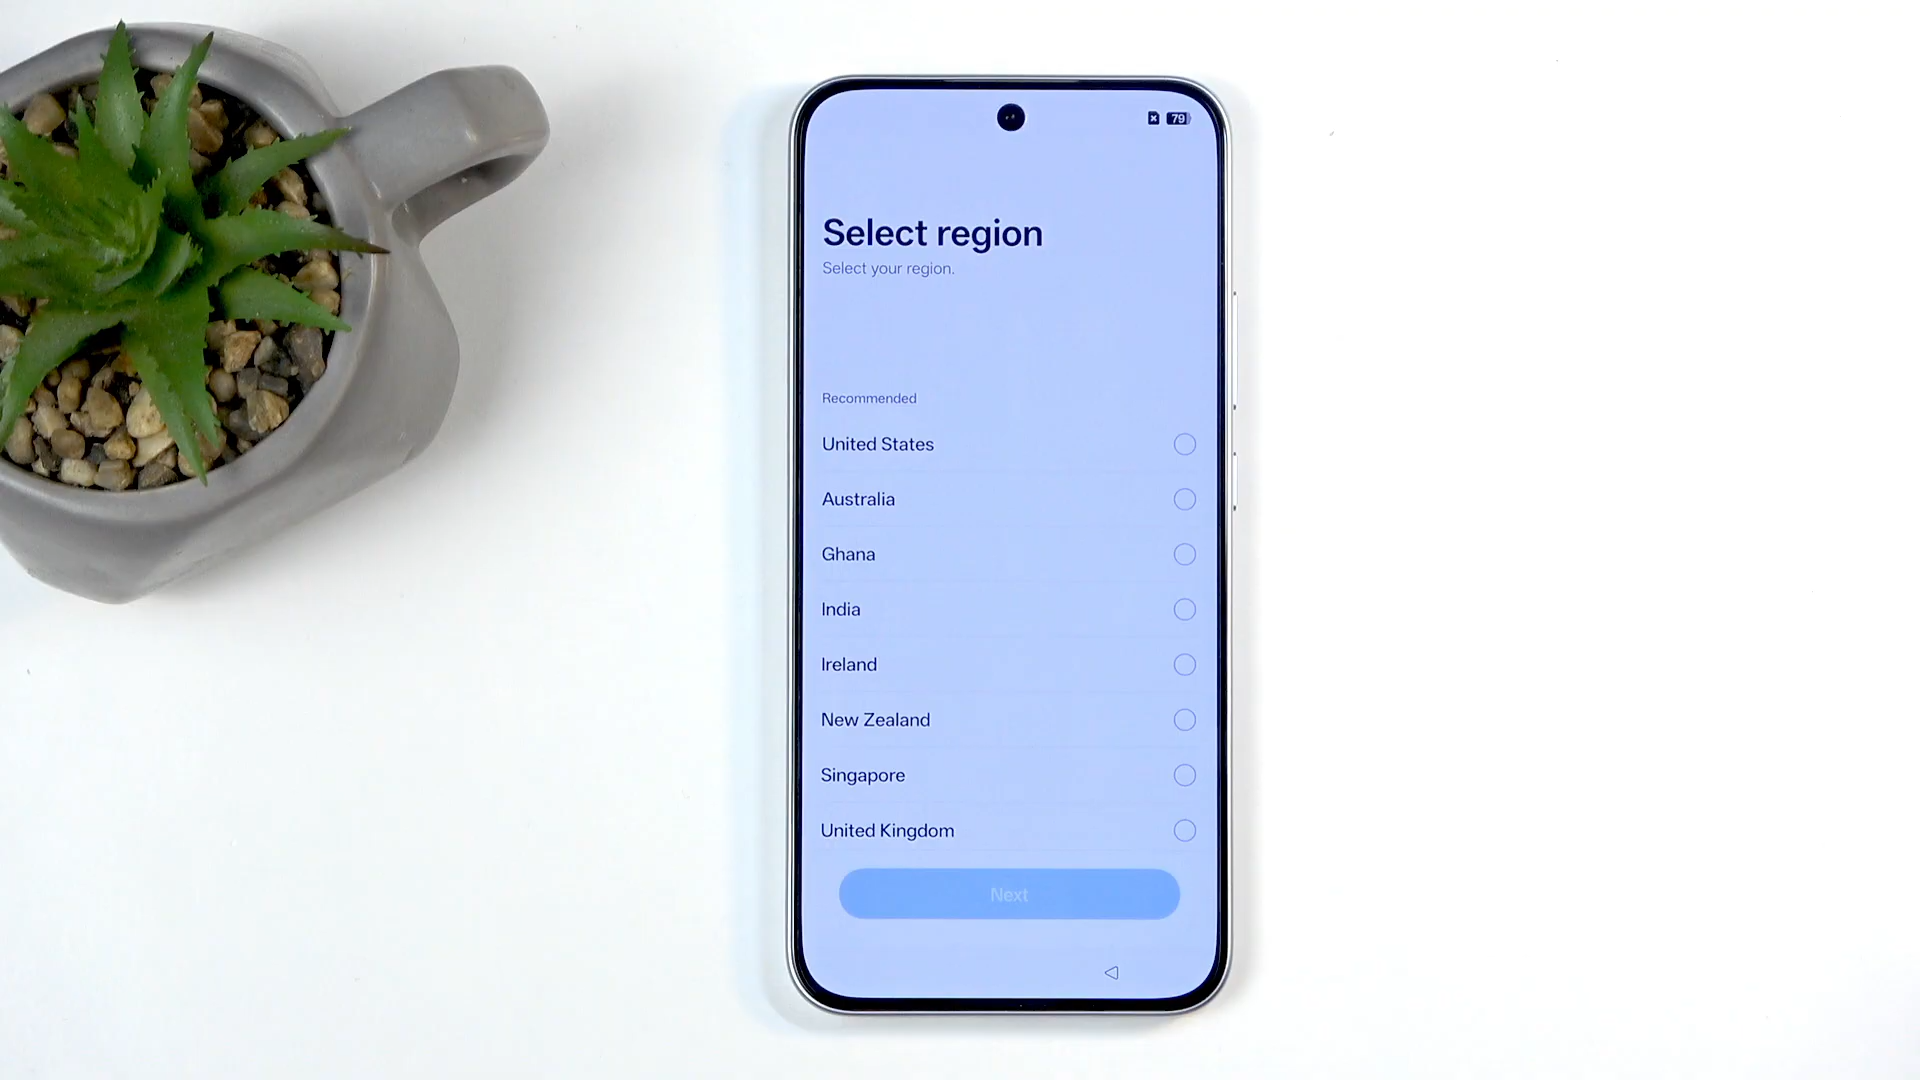 79
Select region
Select your region.
Recommended
United States
Australia
Ghana
India
Ireland
New Zealand
Singapore
United Kingdom
Next